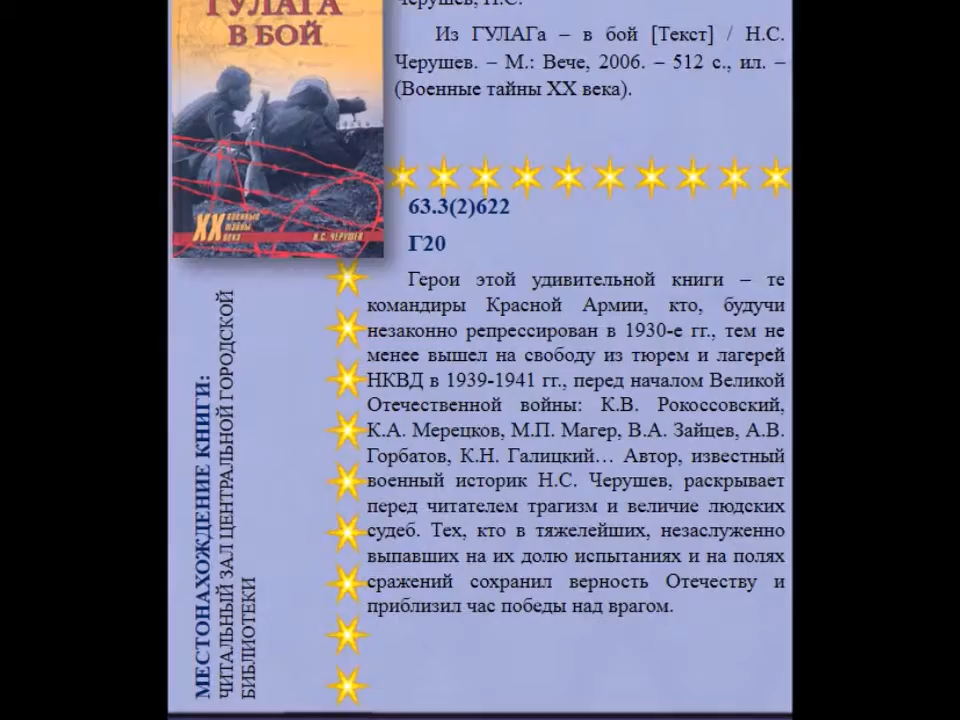 ГУЛАГА
В БОЙ
XX военные
тайны
века
Н.С. ЧЕРУШЕВ
Черушев, Н.С.
Из ГУЛАГа – в бой [Текст] / Н.С.
Черушев. – М.: Вече, 2006. – 512 с., ил. –
(Военные тайны XX века).
63.3(2)622
Г20
Герои этой удивительной книги – те
командиры Красной Армии, кто, будучи
незаконно репрессирован в 1930-е гг., тем не
менее вышел на свободу из тюрем и лагерей
НКВД в 1939-1941 гг., перед началом Великой
Отечественной войны: К.В. Рокоссовский,
К.А. Мерецков, М.П. Магер, В.А. Зайцев, А.В.
Горбатов, К.Н. Галицкий… Автор, известный
военный историк Н.С. Черушев, раскрывает
перед читателем трагизм и величие людских
судеб. Тех, кто в тяжелейших, незаслуженно
выпавших на их долю испытаниях и на полях
сражений сохранил верность Отечеству и
приблизил час победы над врагом.
МЕСТОНАХОЖДЕНИЕ КНИГИ:
ЧИТАЛЬНЫЙ ЗАЛ ЦЕНТРАЛЬНОЙ ГОРОДСКОЙ
БИБЛИОТЕКИ